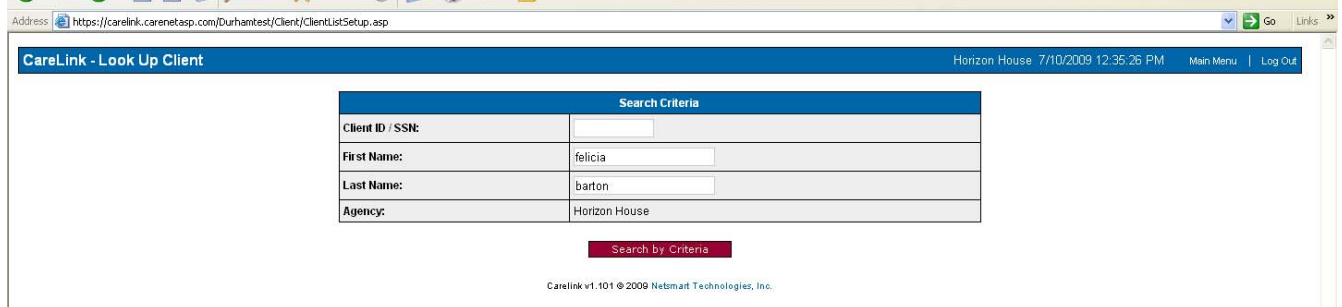 Address https://carelink.carenetasp.com/Durhamtest/Client/ClientListSetup.asp Go Links »
CareLink - Look Up Client Horizon House 7/10/2009 12:35:26 PM Main Menu | Log Out
Search Criteria
Client ID / SSN:
First Name: felicia
Last Name: barton
Agency: Horizon House
Search by Criteria
Carelink v1.101 © 2009 Netsmart Technologies, Inc.